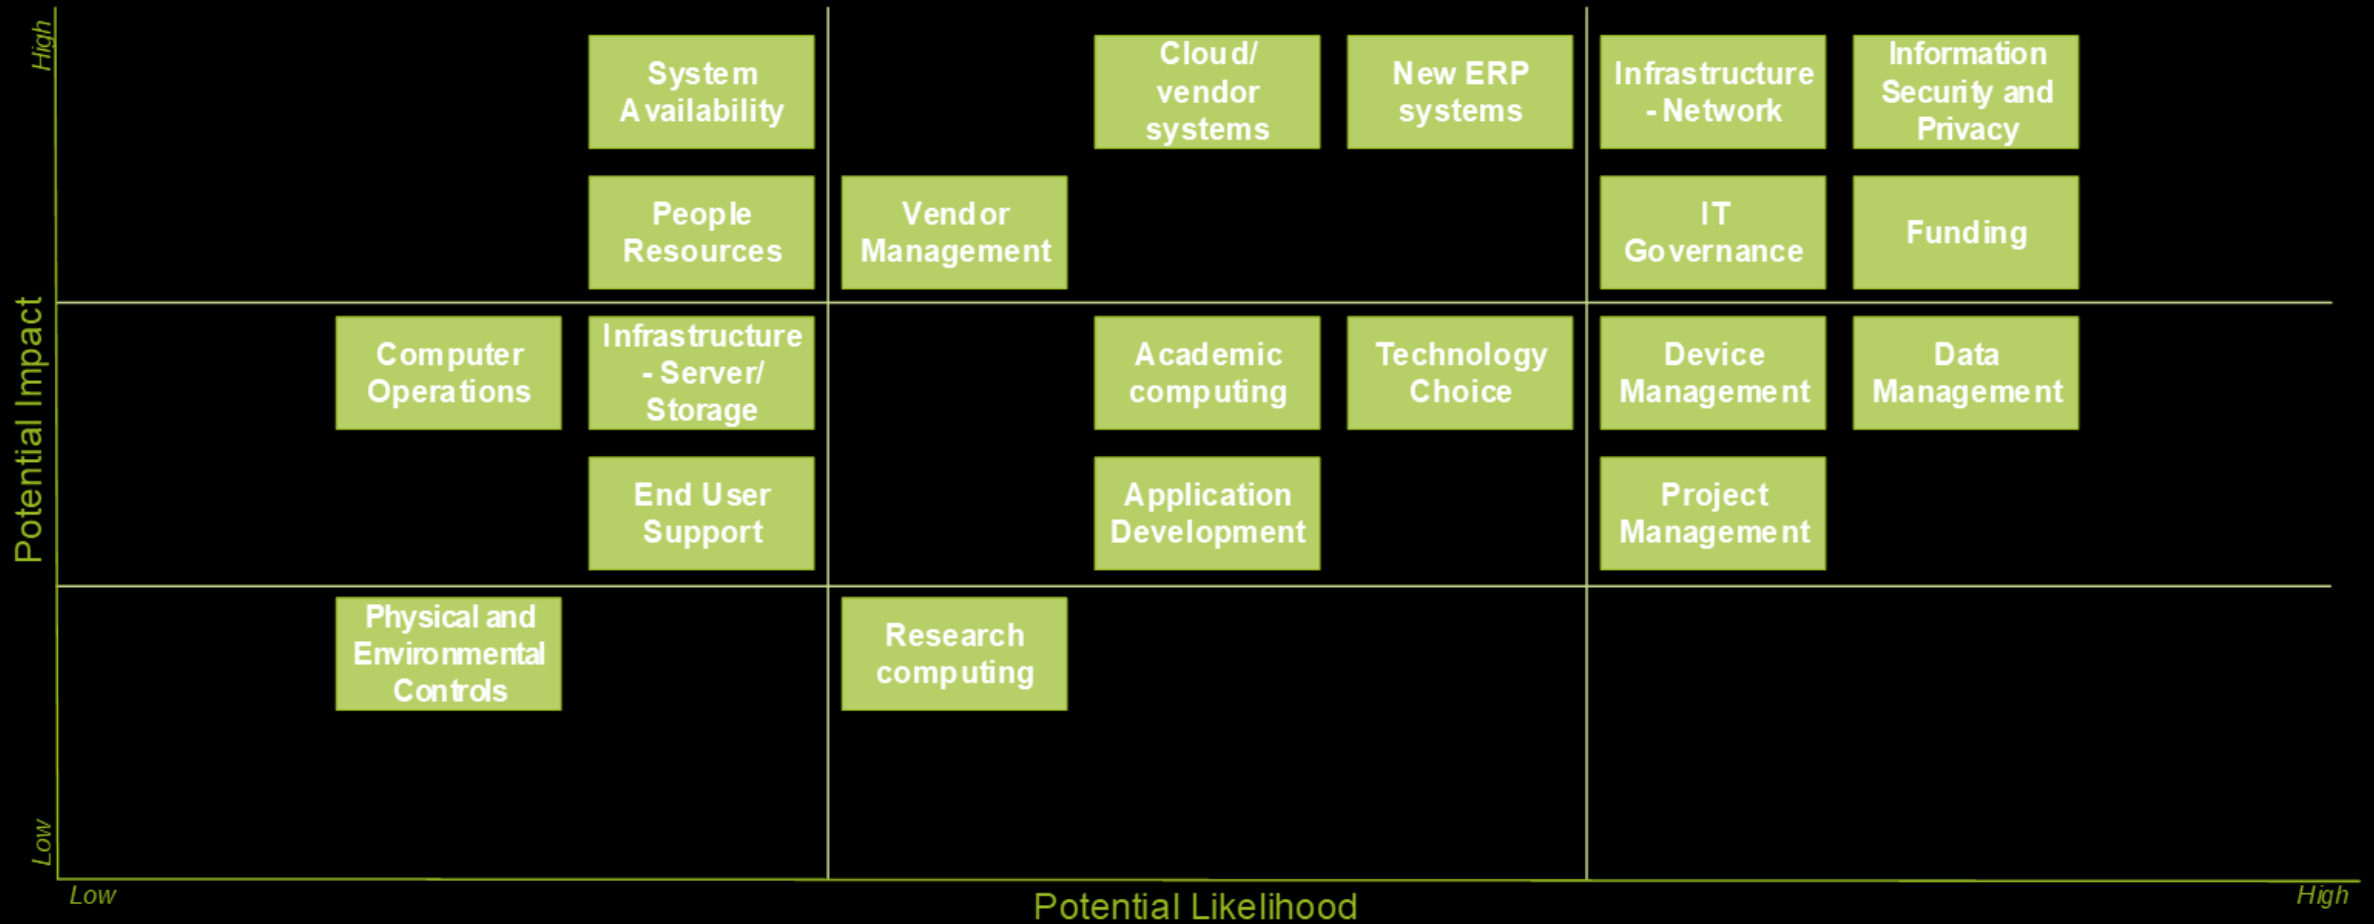 High
System
Availability
Cloud/
vendor
systems
New ERP
systems
Infrastructure
- Network
Information
Security and
Privacy
People
Resources
Vendor
Management
IT
Governance
Funding
Potential Impact
Computer
Operations
Infrastructure
- Server/
Storage
Academic
computing
Technology
Choice
Device
Management
Data
Management
End User
Support
Application
Development
Project
Management
Physical and
Environmental
Controls
Research
computing
Low
Low
Potential Likelihood
High